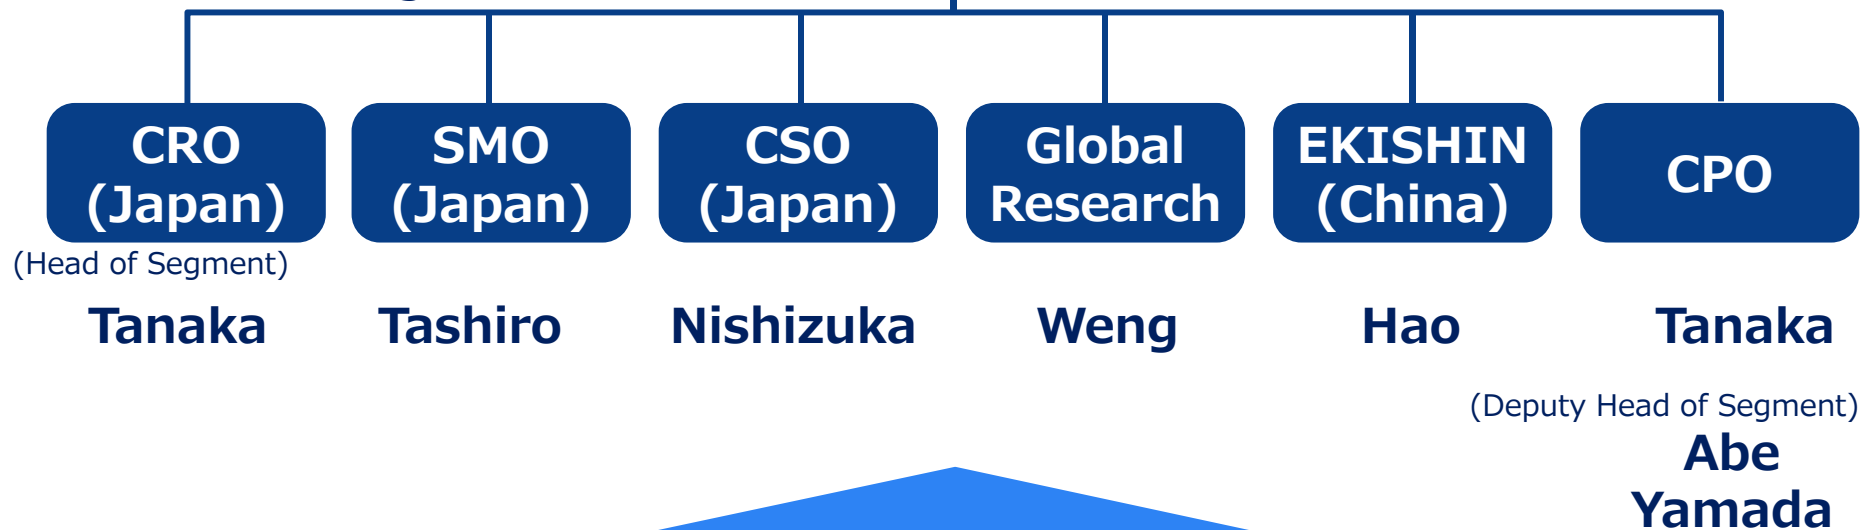 CRO
(Japan)
SMO
(Japan)
CSO
(Japan)
Global
Research
EKISHIN
(China)
CPO
(Head of Segment)
Tanaka
Tashiro
Nishizuka
Weng
Hao
Tanaka
(Deputy Head of Segment)
Abe
Yamada